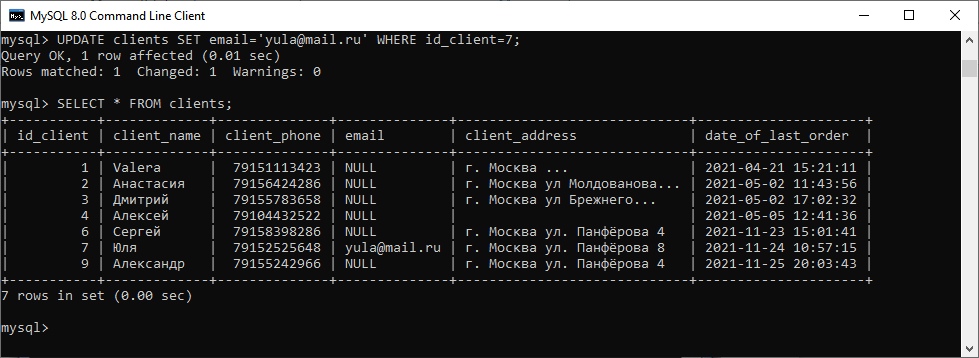 MySQL 8.0 Command Line Client
mysql> UPDATE clients SET email='yula@mail.ru' WHERE id_client=7;
Query OK, 1 row affected (0.01 sec)
Rows matched: 1  Changed: 1  Warnings: 0
mysql> SELECT * FROM clients;
+-----------+-------------+--------------+--------------+-----------------------------+---------------------+
| id_client | client_name | client_phone | email        | client_address              | date_of_last_order  |
+-----------+-------------+--------------+--------------+-----------------------------+---------------------+
|         1 | Valera      |  79151113423 | NULL         | г. Москва ...               | 2021-04-21 15:21:11 |
|         2 | Анастасия   |  79156424286 | NULL         | г. Москва ул Молдованова... | 2021-05-02 11:43:56 |
|         3 | Дмитрий     |  79155783658 | NULL         | г. Москва ул Брежнего...    | 2021-05-02 17:02:32 |
|         4 | Алексей     |  79104432522 | NULL         |                             | 2021-05-05 12:41:36 |
|         6 | Сергей      |  79158398286 | NULL         | г. Москва ул. Панфёрова 4   | 2021-11-23 15:01:41 |
|         7 | Юля         |  79152525648 | yula@mail.ru | г. Москва ул. Панфёрова 8   | 2021-11-24 10:57:15 |
|         9 | Александр   |  79155242966 | NULL         | г. Москва ул. Панфёрова 4   | 2021-11-25 20:03:43 |
+-----------+-------------+--------------+--------------+-----------------------------+---------------------+
7 rows in set (0.00 sec)
mysql>